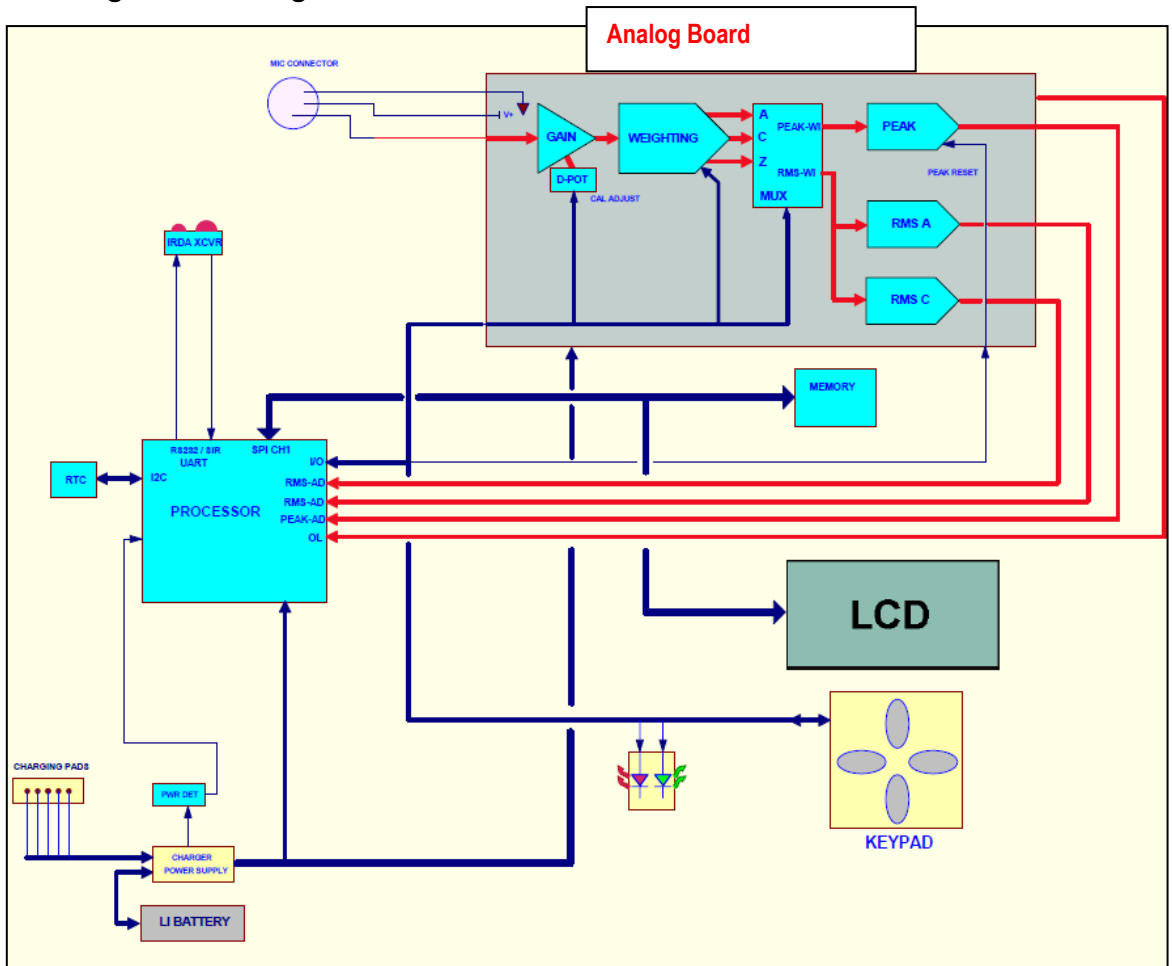 Analog Board
MIC CONNECTOR
V+
GAIN
WEIGHTING
A
C
Z
PEAK-WI
RMS-WI
MUX
PEAK
D-POT
CAL ADJUST
PEAK RESET
RMS A
RMS C
IRDA XCVR
MEMORY
RS232 / SIR
UART
SPI CH1
I/O
RTC
I2C
RMS-AD
RMS-AD
PROCESSOR
PEAK-AD
OL
LCD
CHARGING PADS
PWR DET
KEYPAD
CHARGER
POWER SUPPLY
LI BATTERY